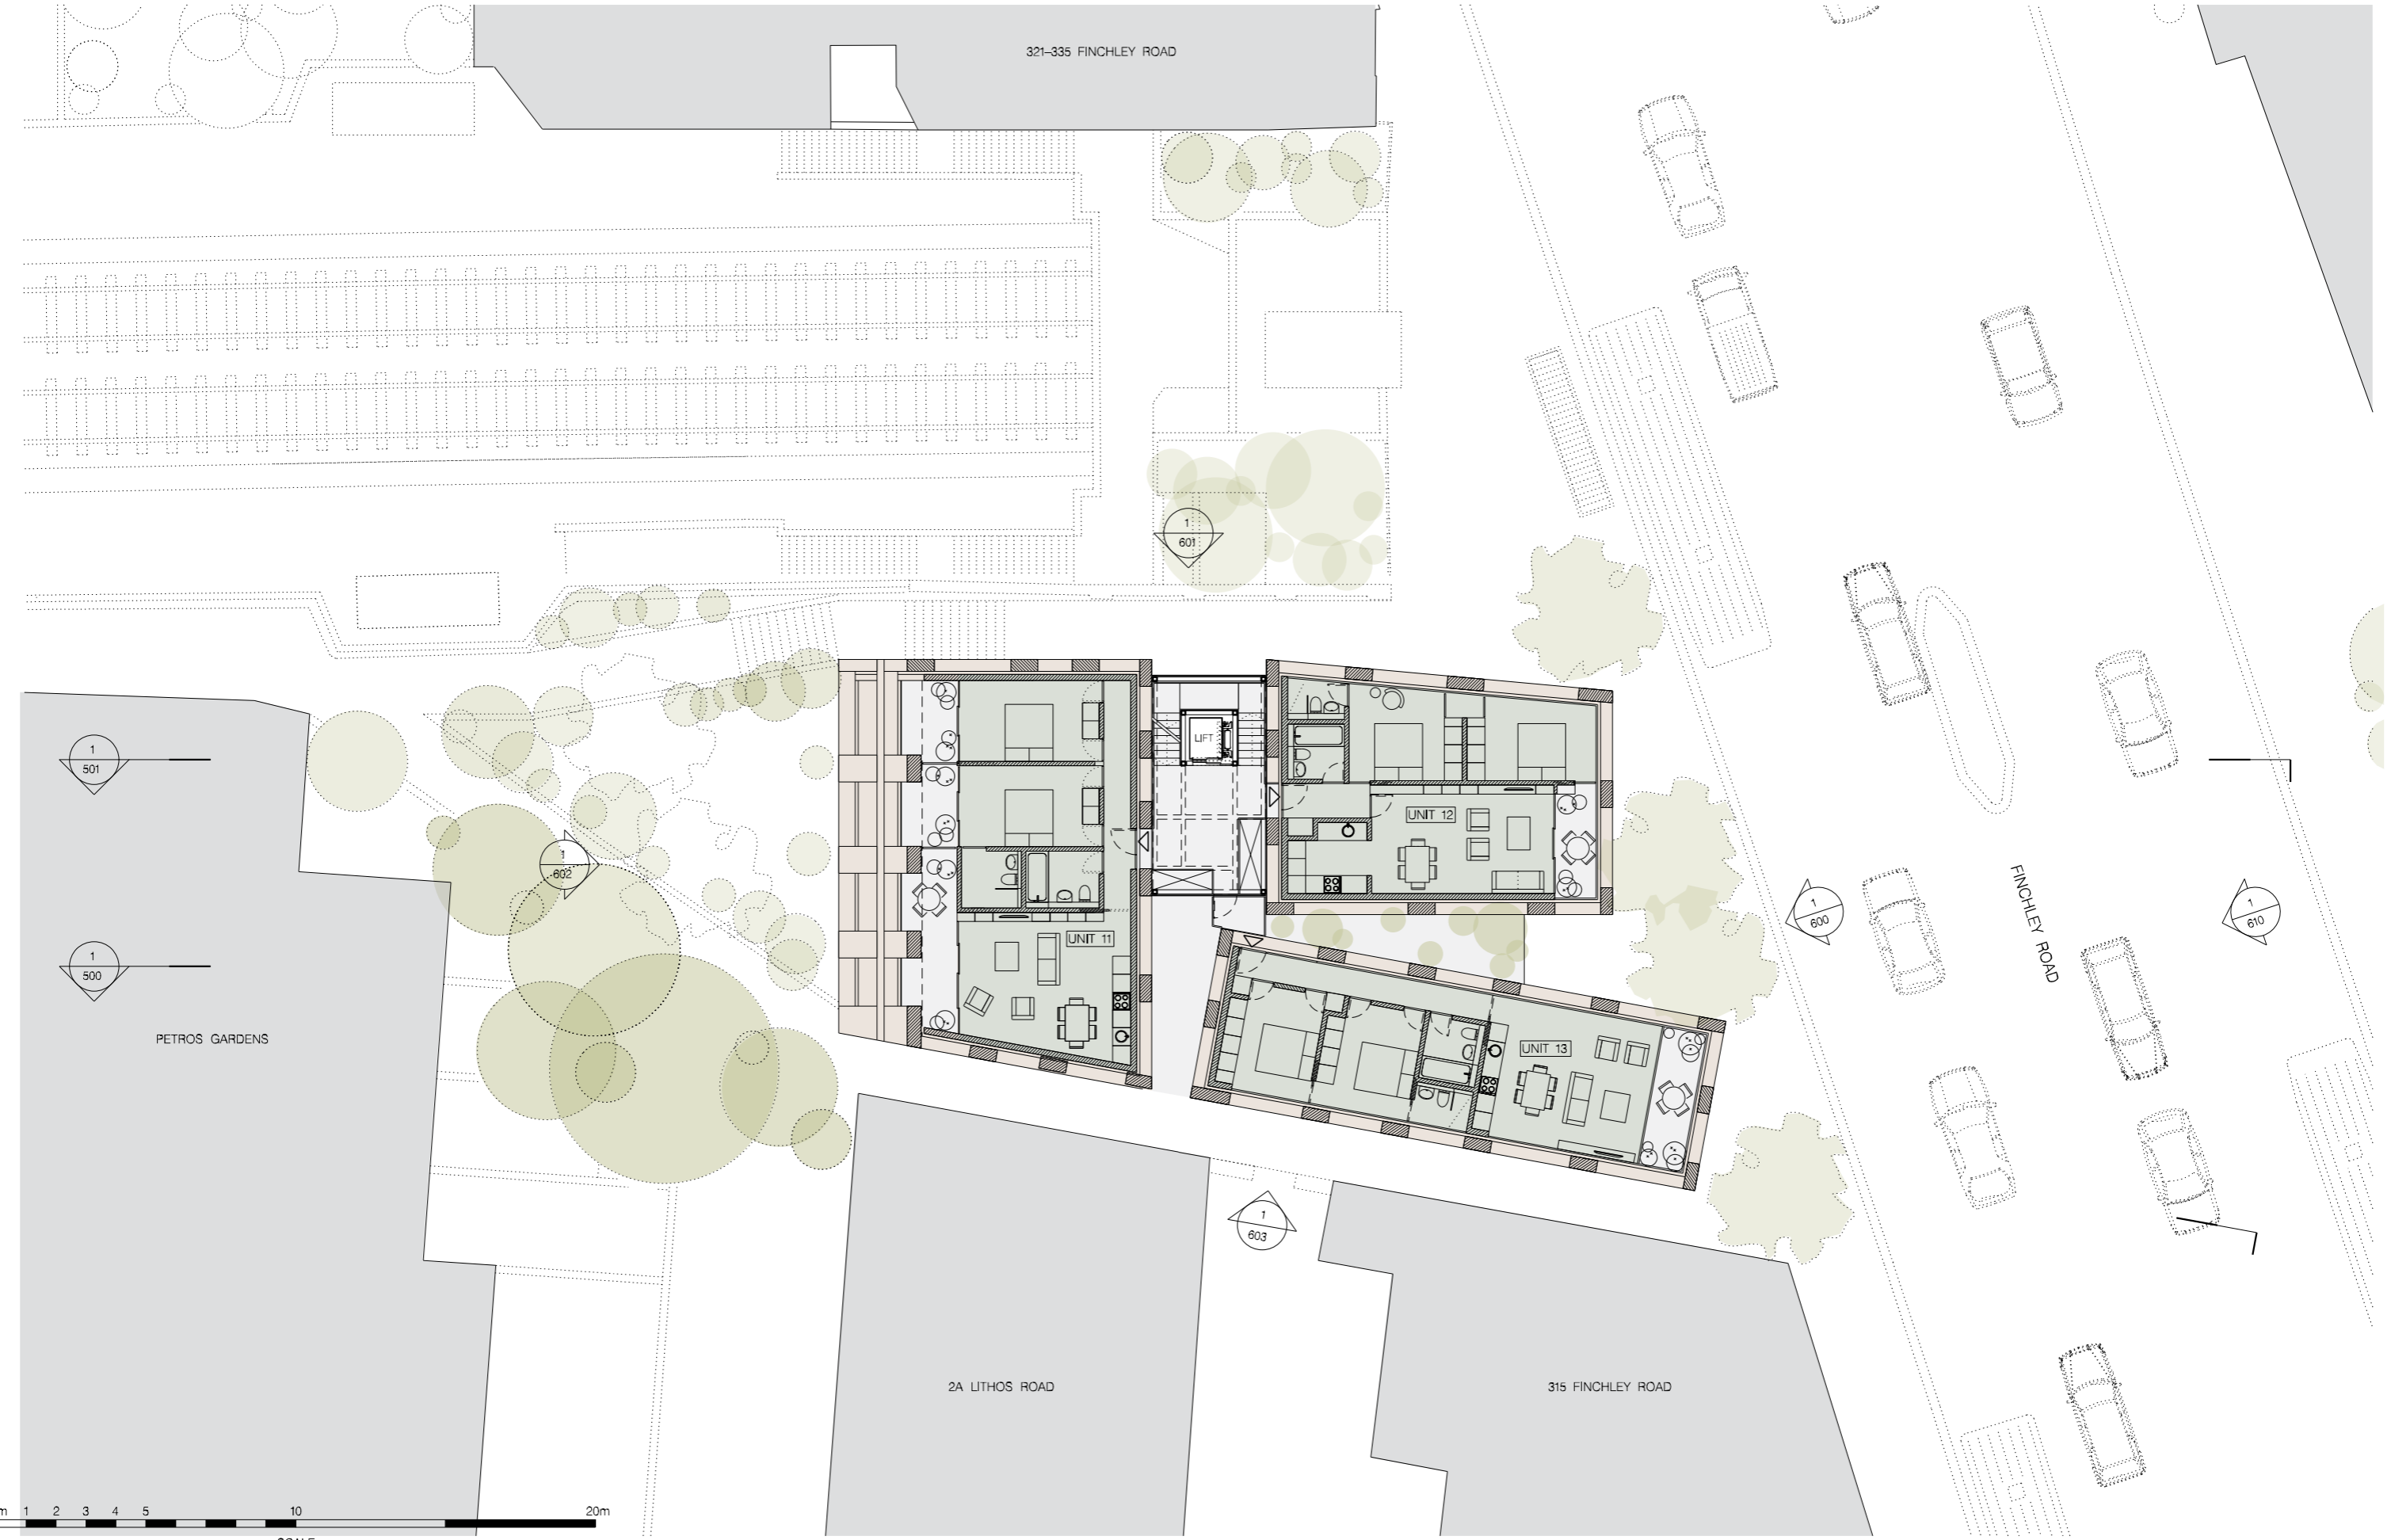 321–335 FINCHLEY ROAD
1
601
LIFT
1
501
UNIT 12
1
602
FINCHLEY ROAD
1
600
1
610
UNIT 11
1
500
PETROS GARDENS
UNIT 13
1
603
2A LITHOS ROAD
315 FINCHLEY ROAD
m 1 2 3 4 5 10 20m